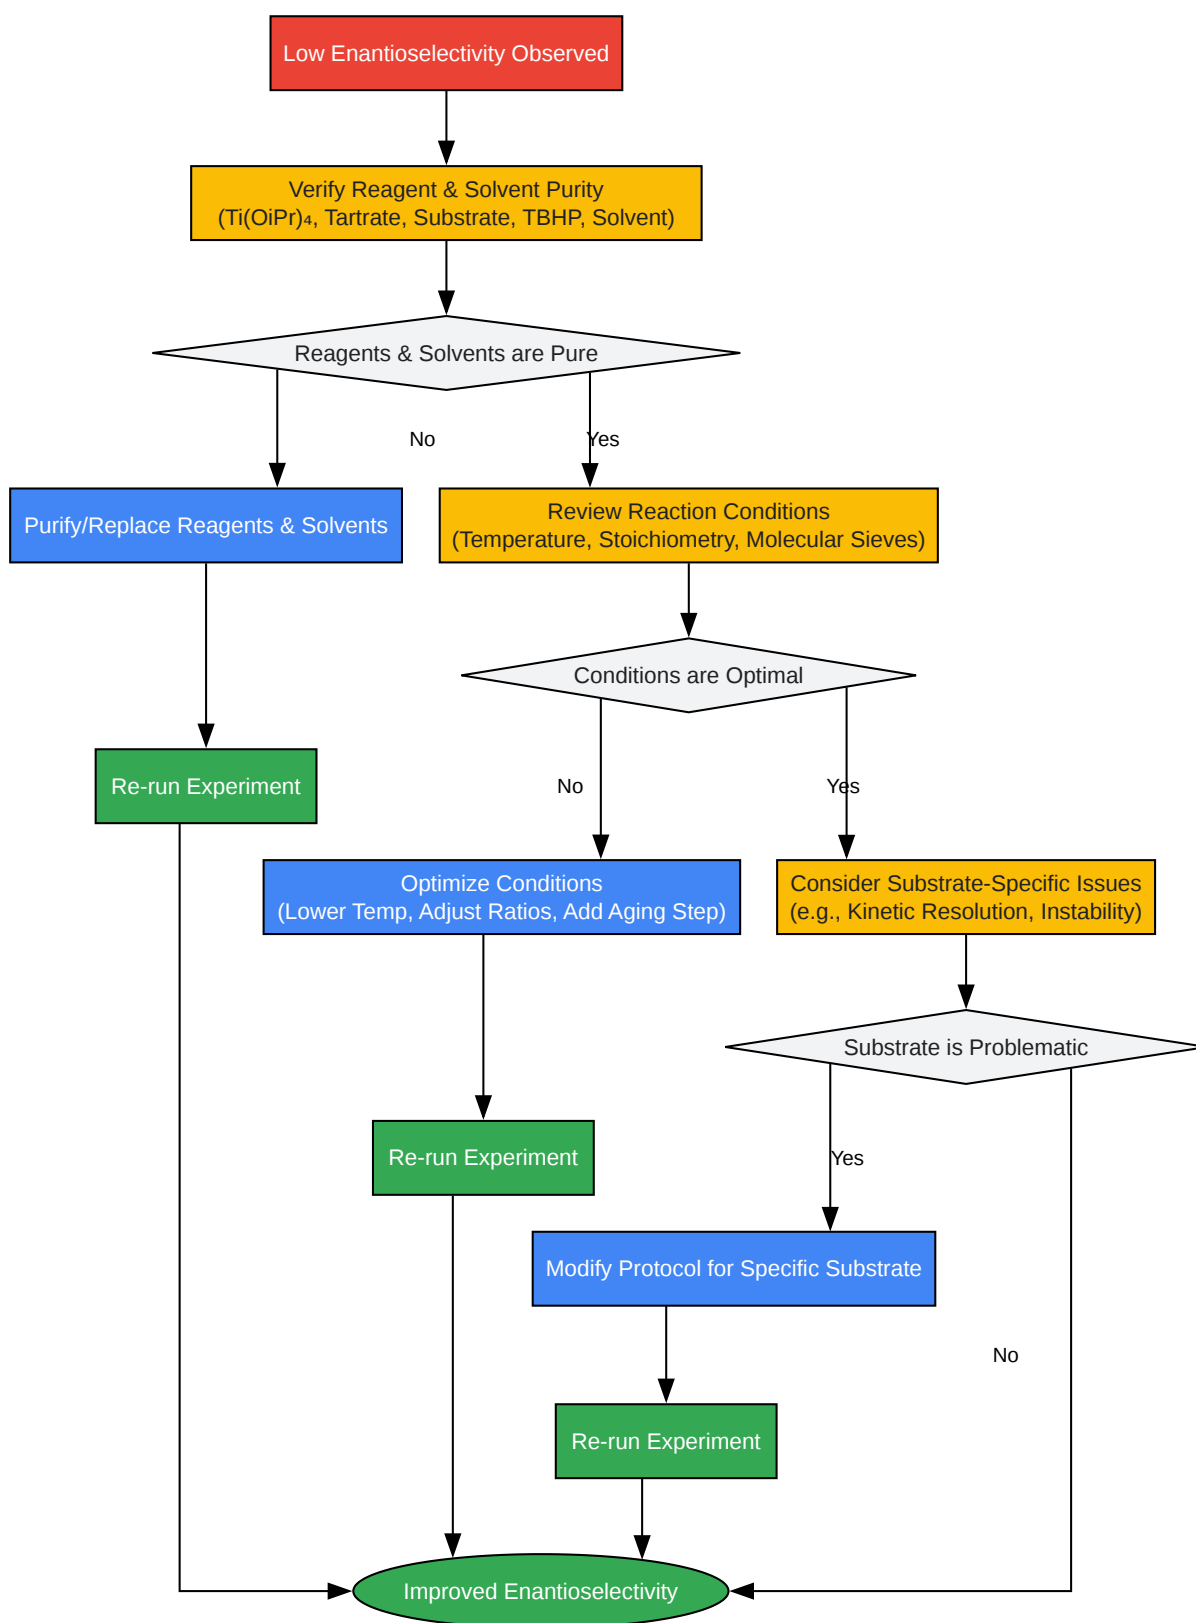 Low Enantioselectivity Observed
Verify Reagent & Solvent Purity
(Ti(OiPr)₄, Tartrate, Substrate, TBHP, Solvent)
Reagents & Solvents are Pure
No
Yes
Purify/Replace Reagents & Solvents
Review Reaction Conditions
(Temperature, Stoichiometry, Molecular Sieves)
Conditions are Optimal
Re-run Experiment
No
Yes
Optimize Conditions
(Lower Temp, Adjust Ratios, Add Aging Step)
Consider Substrate-Specific Issues
(e.g., Kinetic Resolution, Instability)
Substrate is Problematic
Re-run Experiment
Yes
Modify Protocol for Specific Substrate
No
Re-run Experiment
Improved Enantioselectivity